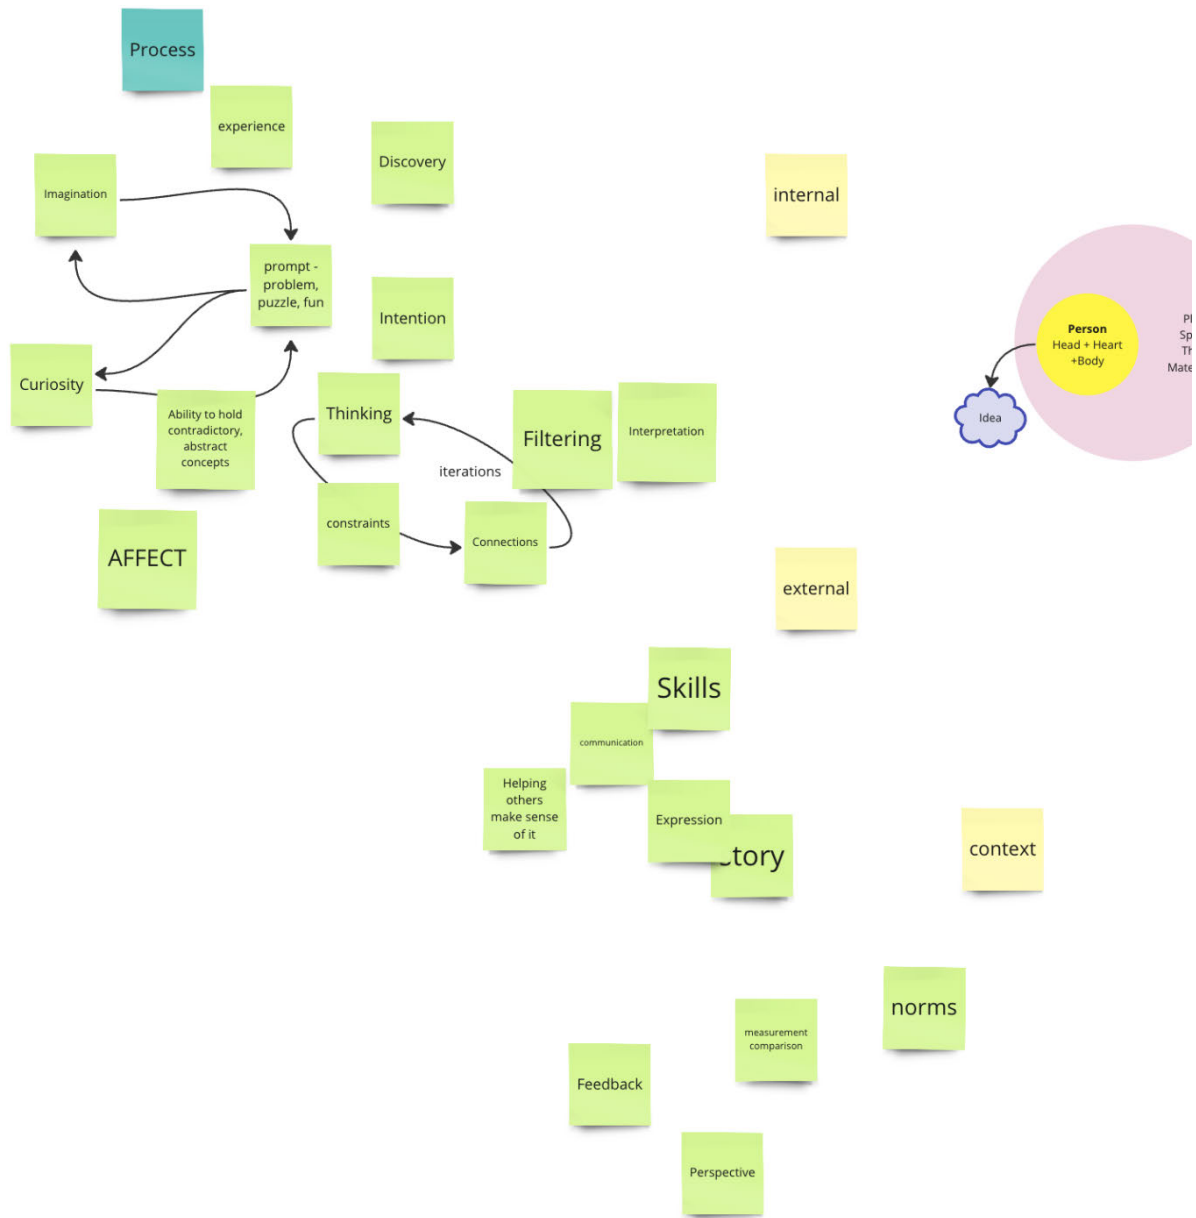 Process
experience
Discovery
Imagination
internal
prompt -
problem,
puzzle, fun
Intention
Person
Head + Heart
+Body
Idea
Curiosity
Ability to hold
contradictory,
abstract
concepts
Thinking
Filtering
Interpretation
iterations
constraints
Connections
AFFECT
external
Skills
communication
Helping
others
make sense
of it
Expression
story
context
norms
measurement
comparison
Feedback
Perspective